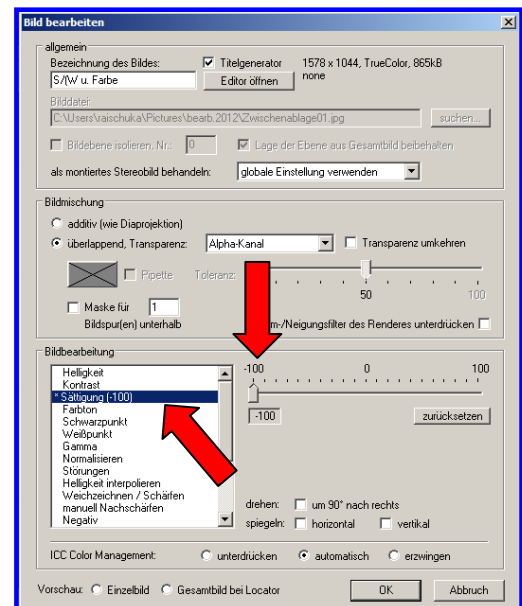 Bild bearbeiten
allgemein
Bezeichnung des Bildes:
Titelgenerator
1578 x 1044, TrueColor, 865kB
S/(W u. Farbe
Editor öffnen
none
Bilddatei:
C:\Users\raischuka\Pictures\bearb.2012\Zwischenablage01.jpg
suchen...
Bildebene isolieren, Nr.: 0
Lage der Ebene aus Gesamtbild beibehalten
als montiertes Stereobild behandeln:
globale Einstellung verwenden
Bildmischung
additiv (wie Diaprojektion)
überlappend, Transparenz:
Alpha-Kanal
Transparenz umkehren
Pipette
Toleranz:
50
100
Maske für 1
Bildspur(en) unterhalb
m-/Neigungsfilter des Renderes unterdrücken
Bildbearbeitung
Helligkeit
Kontrast
* Sättigung (-100)
Farbton
Schwarzpunkt
Weißpunkt
Gamma
Normalisieren
Störungen
Helligkeit interpolieren
Weichzeichnen / Schärfen
manuell Nachschärfen
Negativ
-100
0
100
-100
zurücksetzen
drehen:
um 90° nach rechts
spiegeln:
horizontal
vertikal
ICC Color Management:
unterdrücken
automatisch
erzwingen
Vorschau:
Einzelbild
Gesamtbild bei Locator
OK
Abbruch